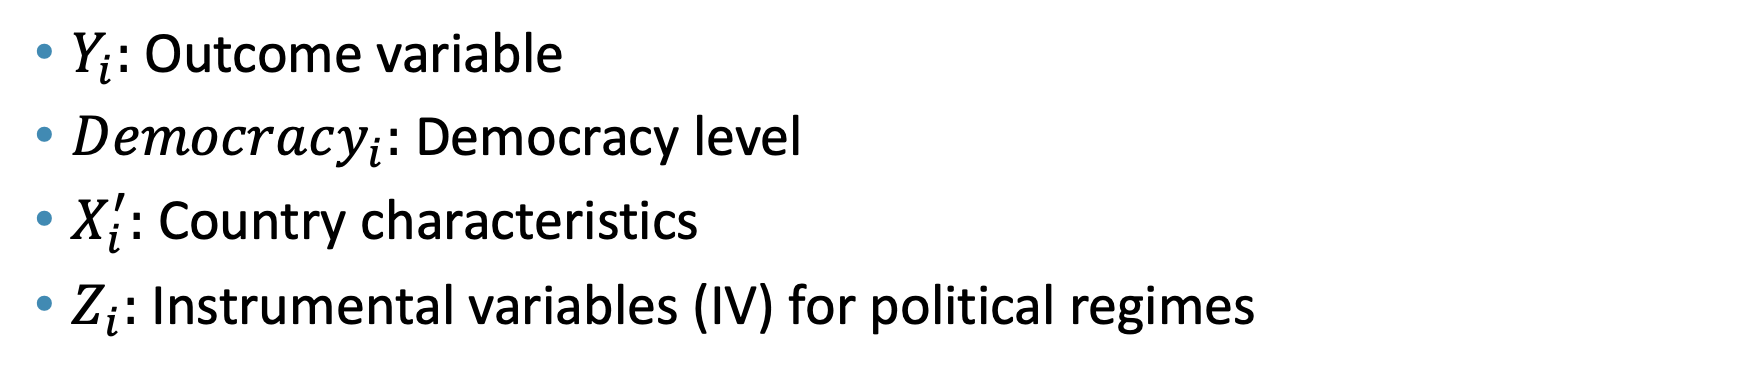 • Yᵢ: Outcome variable
• Democracyᵢ: Democracy level
• X′ᵢ: Country characteristics
• Zᵢ: Instrumental variables (IV) for political regimes